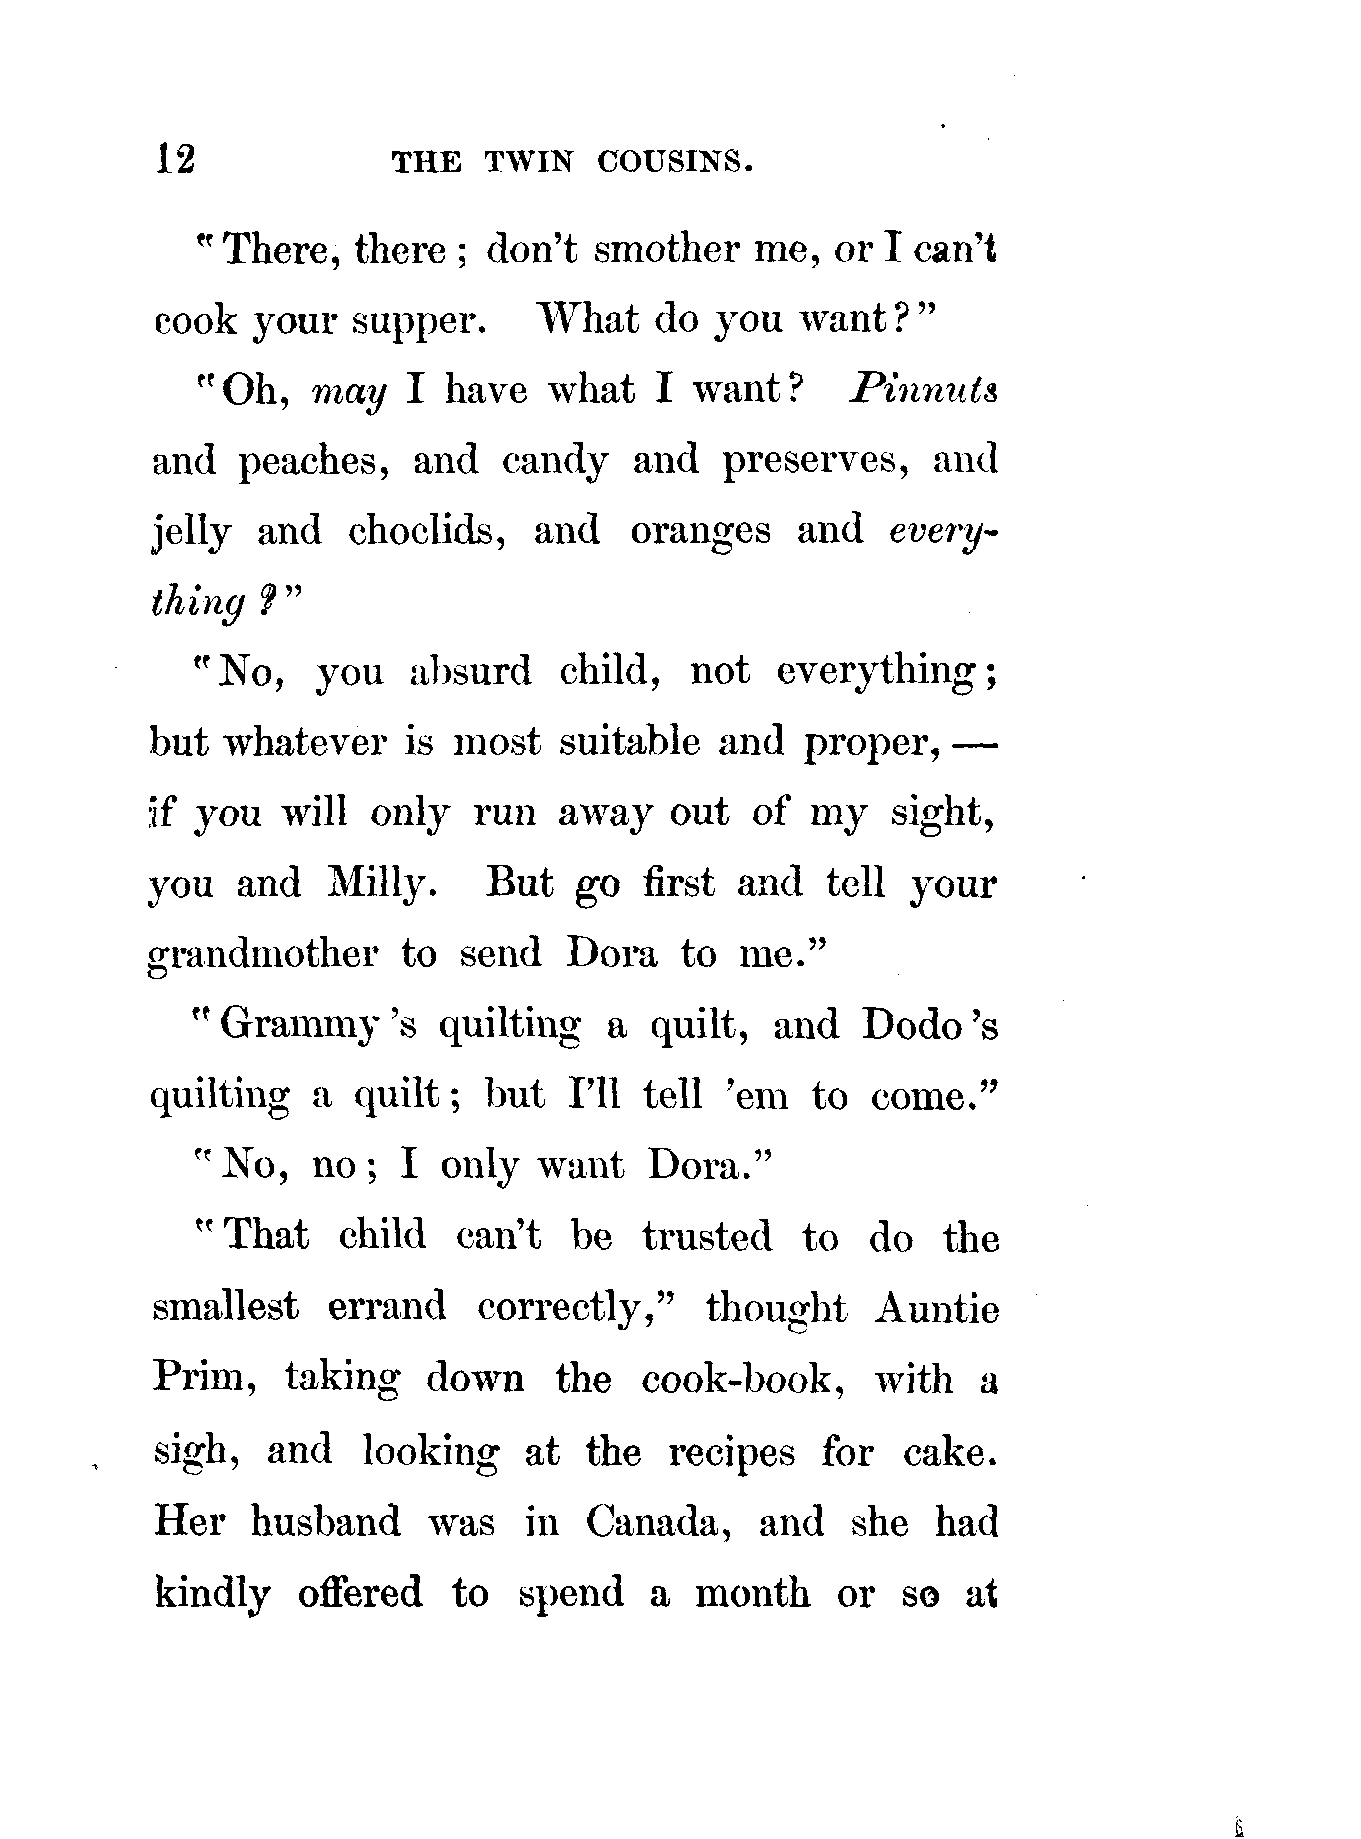 12 THE TWIN COUSINS.
"There, there; don't smother me, or I can't
cook your supper. What do you want?"
"Oh, may I have what I want? Pinnuts
and peaches, and candy and preserves, and
jelly and choclids, and oranges and every-
thing?"
"No, you absurd child, not everything;
but whatever is most suitable and proper, —
if you will only run away out of my sight,
you and Milly. But go first and tell your
grandmother to send Dora to me."
"Grammy's quilting a quilt, and Dodo's
quilting a quilt; but I'll tell 'em to come."
"No, no; I only want Dora."
"That child can't be trusted to do the
smallest errand correctly," thought Auntie
Prim, taking down the cook-book, with a
sigh, and looking at the recipes for cake.
Her husband was in Canada, and she had
kindly offered to spend a month or so at